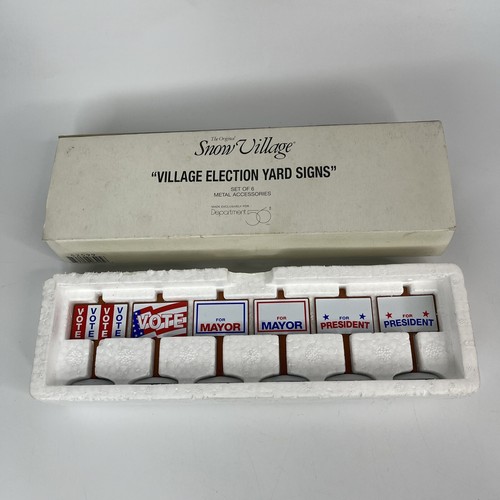 The Original
Snow Village®
"VILLAGE ELECTION YARD SIGNS"
SET OF 6
METAL ACCESSORIES
Department 56®
VOTE VOTE VOTE VOTE
VOTE
FOR
MAYOR
FOR
MAYOR
FOR
PRESIDENT
FOR
PRESIDENT